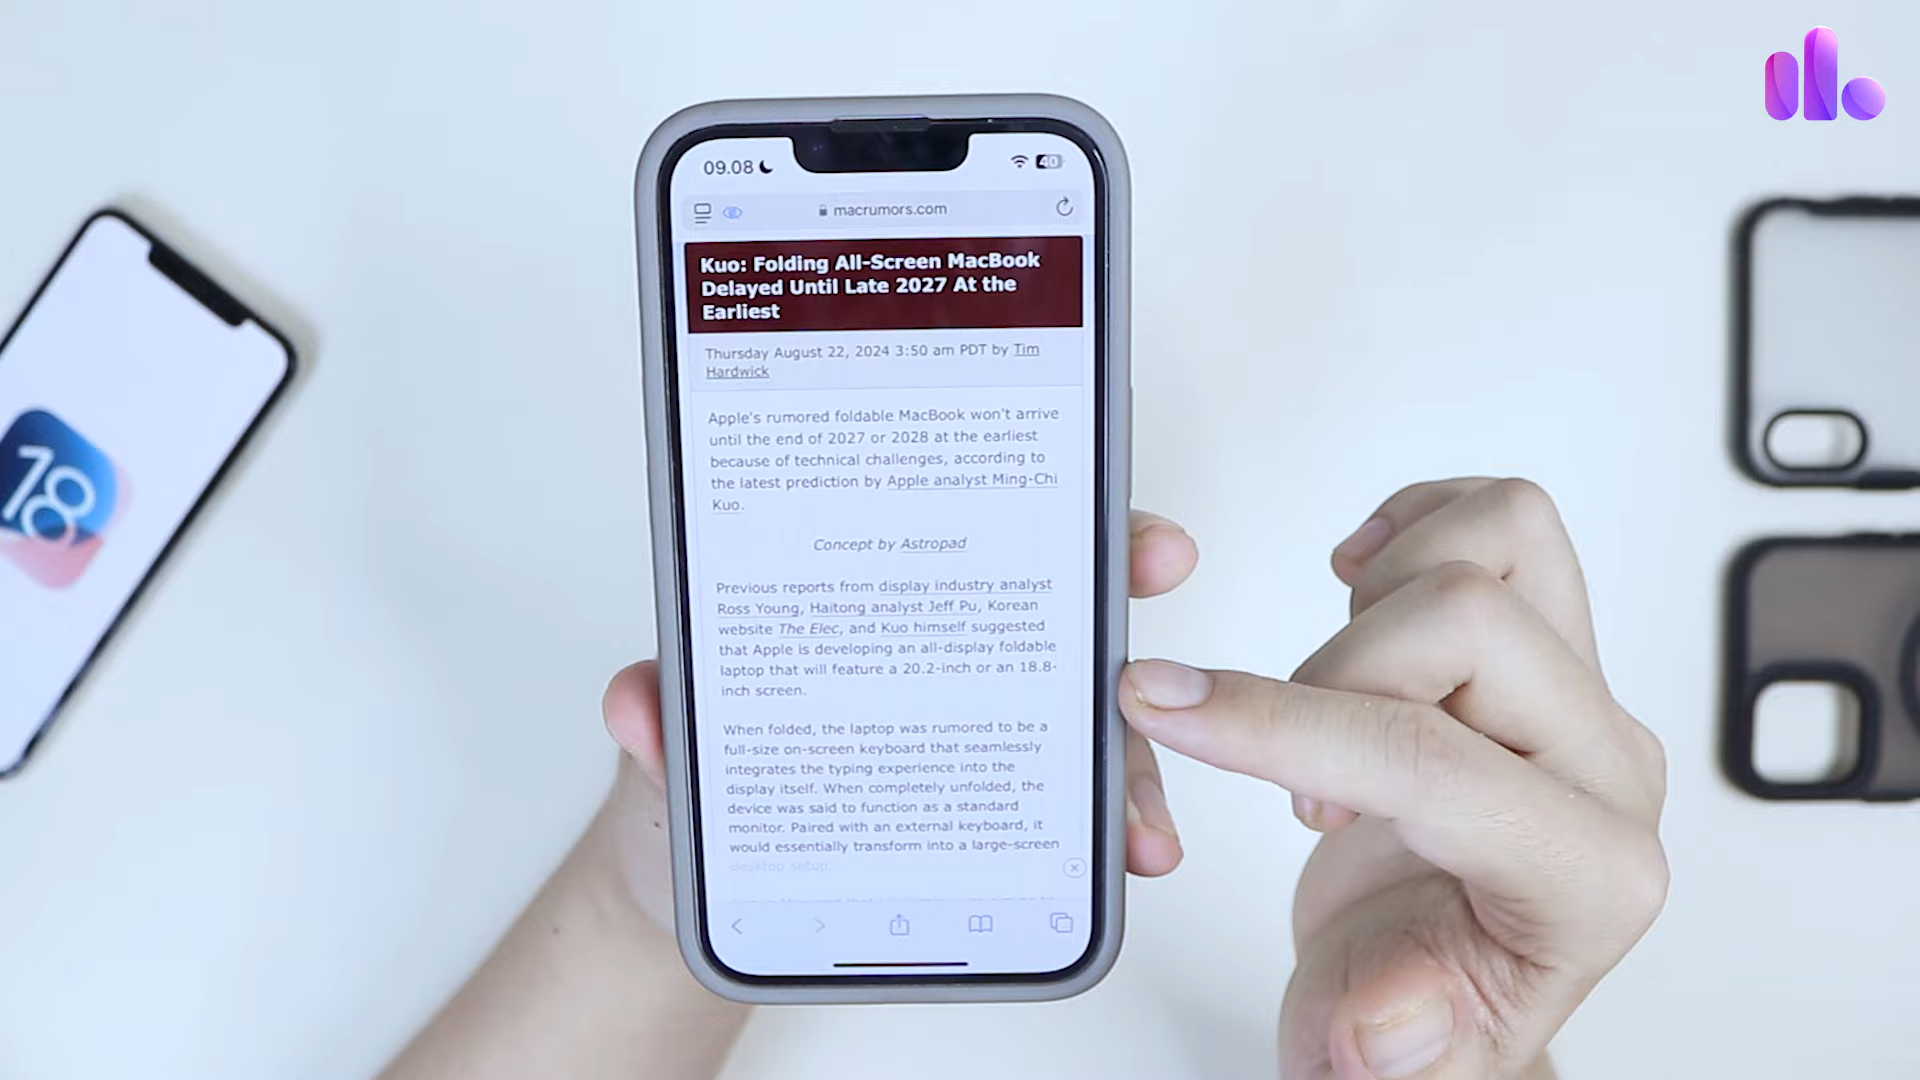 09.08
40
macrumors.com
Kuo: Folding All-Screen MacBook
Delayed Until Late 2027 At the
Earliest
Thursday August 22, 2024 3:50 am PDT by Tim
Hardwick
Apple's rumored foldable MacBook won't arrive
until the end of 2027 or 2028 at the earliest
because of technical challenges, according to
the latest prediction by Apple analyst Ming-Chi
Kuo.
Concept by Astropad
Previous reports from display industry analyst
Ross Young, Haitong analyst Jeff Pu, Korean
website The Elec, and Kuo himself suggested
that Apple is developing an all-display foldable
laptop that will feature a 20.2-inch or an 18.8-
inch screen.
When folded, the laptop was rumored to be a
full-size on-screen keyboard that seamlessly
integrates the typing experience into the
display itself. When completely unfolded, the
device was said to function as a standard
monitor. Paired with an external keyboard, it
would essentially transform into a large-screen
desktop setup.
18